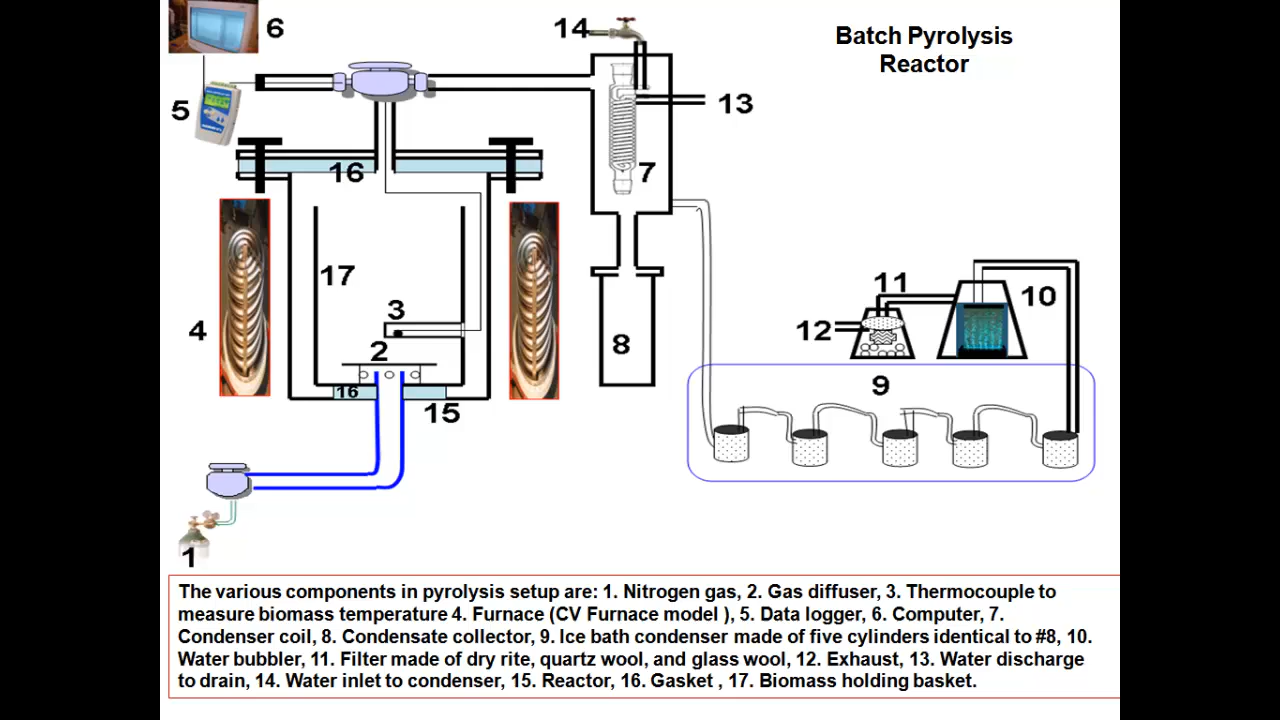 6
14
Batch Pyrolysis
Reactor
5
13
16
7
17
11
10
3
4
12
2
8
9
16
15
1
The various components in pyrolysis setup are: 1. Nitrogen gas, 2. Gas diffuser, 3. Thermocouple to
measure biomass temperature 4. Furnace (CV Furnace model ), 5. Data logger, 6. Computer, 7.
Condenser coil, 8. Condensate collector, 9. Ice bath condenser made of five cylinders identical to #8, 10.
Water bubbler, 11. Filter made of dry rite, quartz wool, and glass wool, 12. Exhaust, 13. Water discharge
to drain, 14. Water inlet to condenser, 15. Reactor, 16. Gasket , 17. Biomass holding basket.